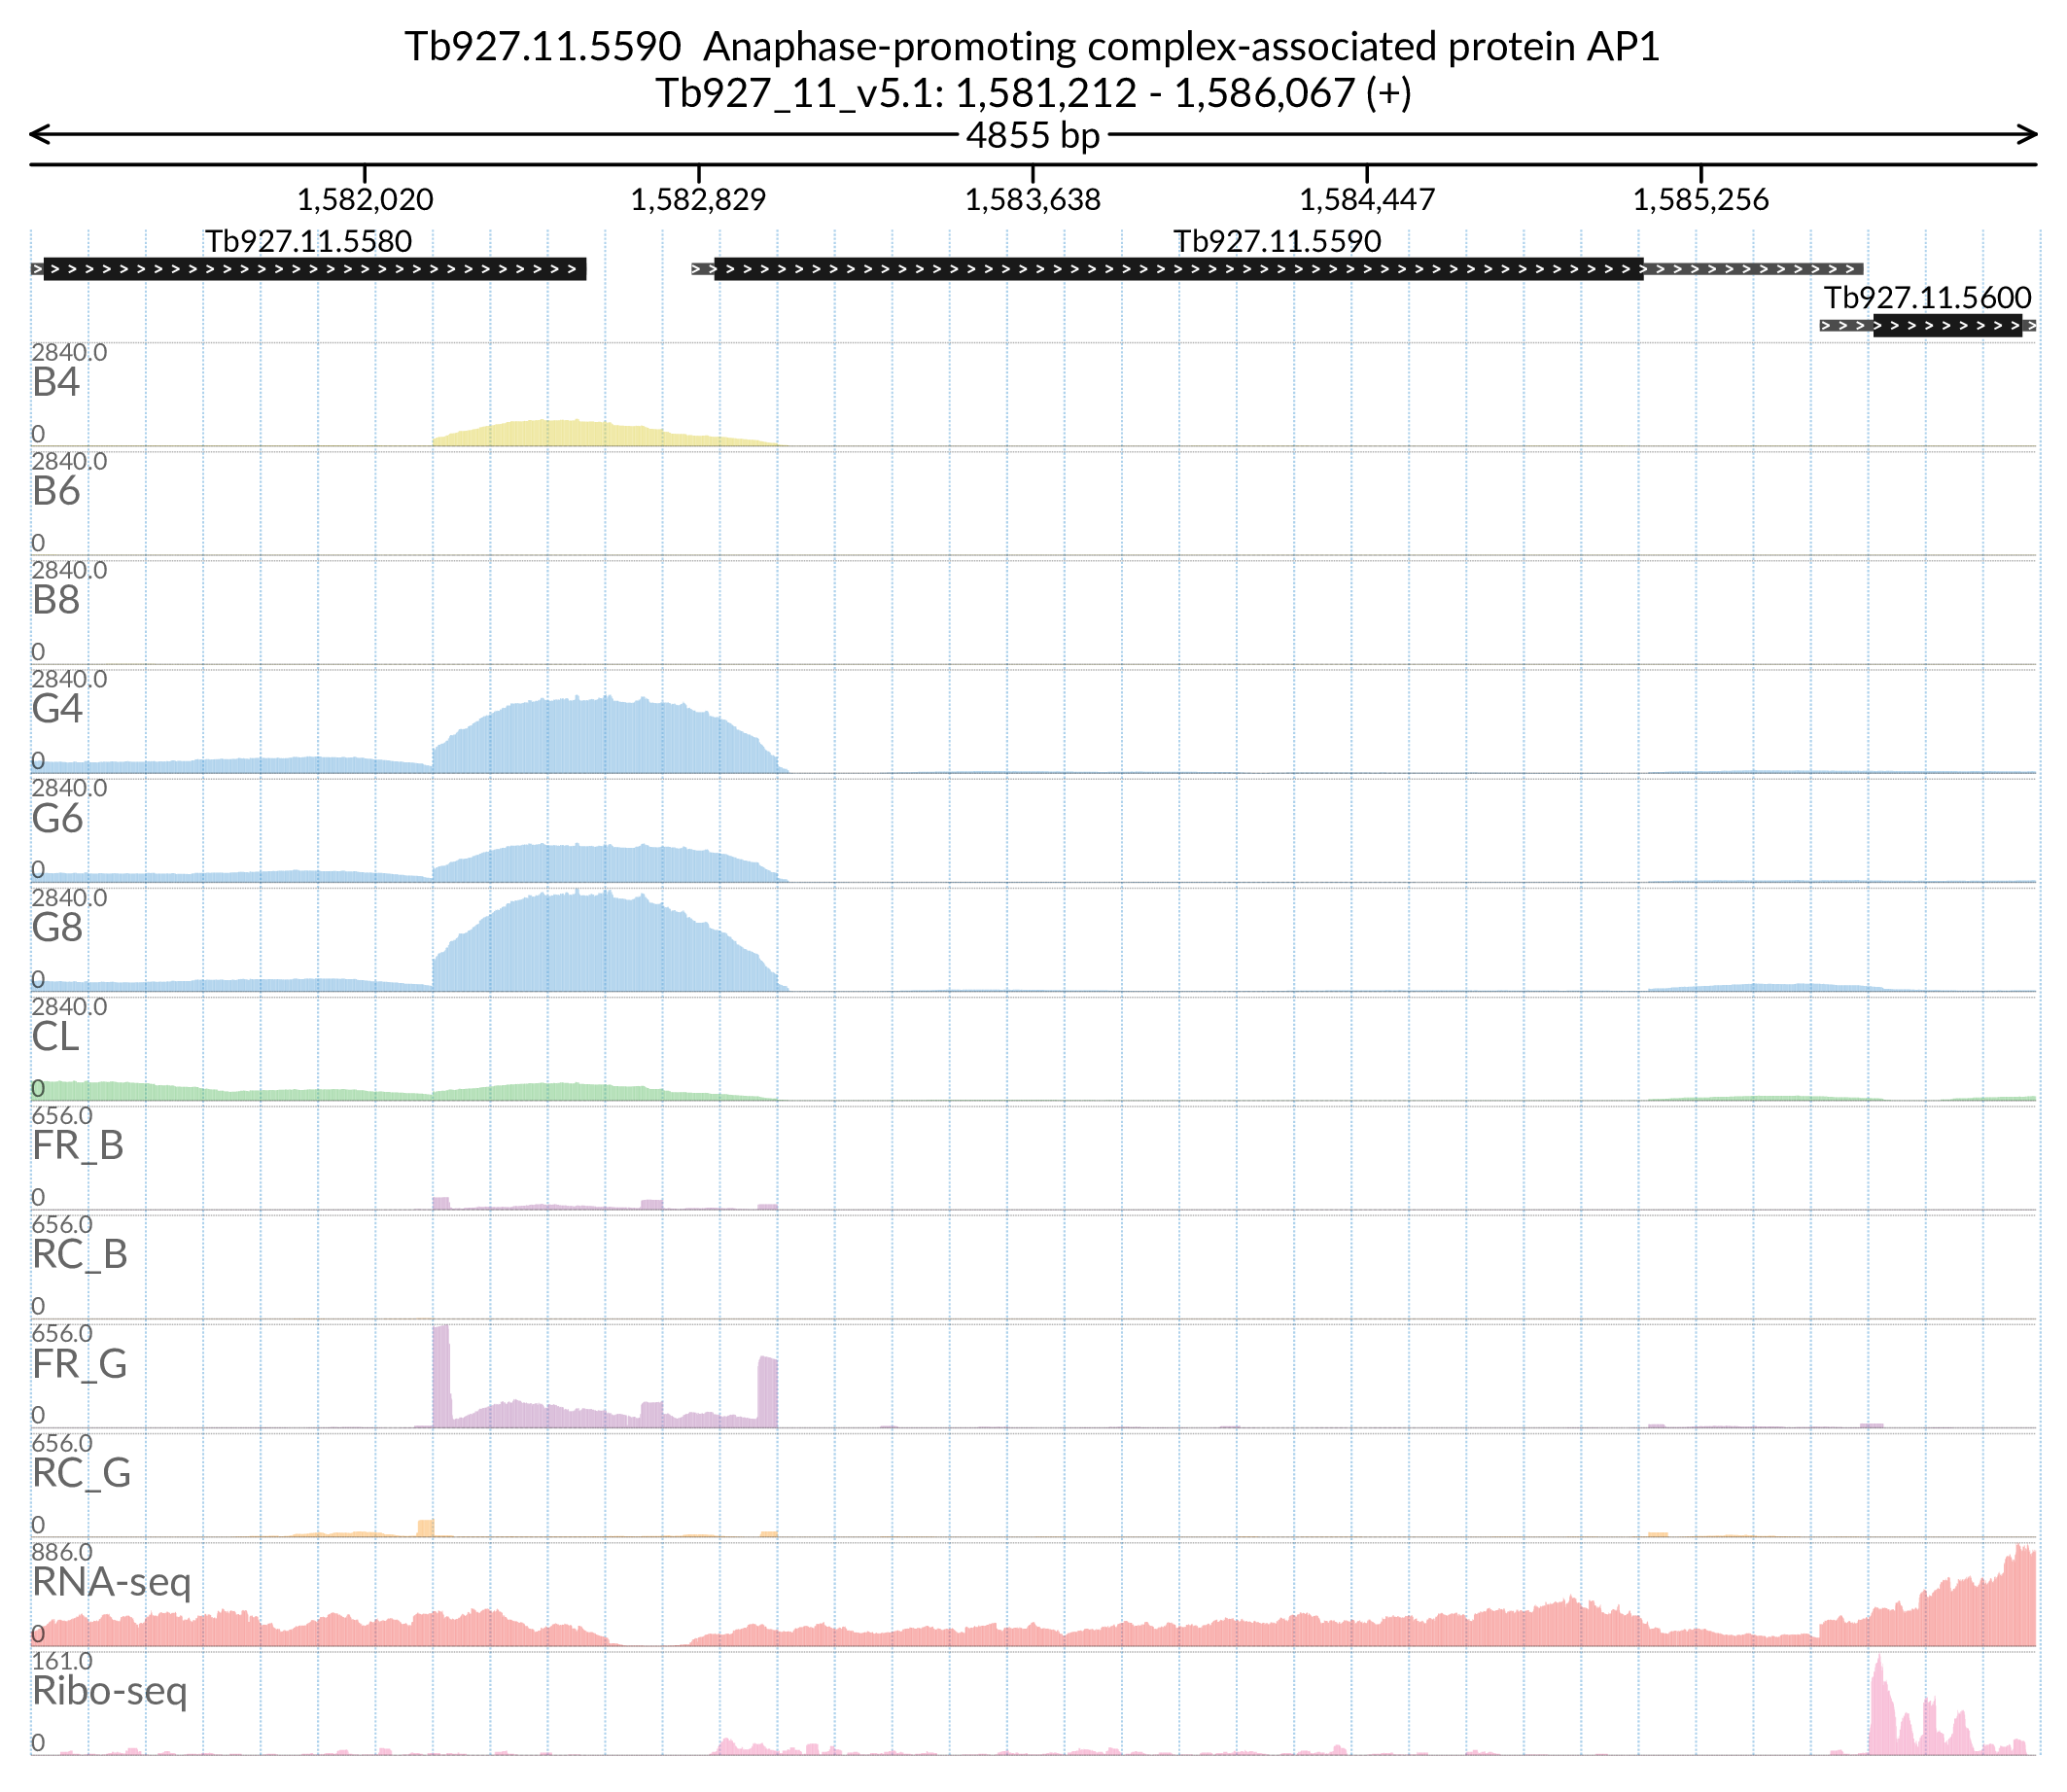 Tb927.11.5590  Anaphase-promoting complex-associated protein AP1
Tb927_11_v5.1: 1,581,212 - 1,586,067 (+)
4855 bp
1,582,020 1,582,829 1,583,638 1,584,447 1,585,256
Tb927.11.5580 Tb927.11.5590
Tb927.11.5600
2840.0
B4
0
2840.0
B6
0
2840.0
B8
0
2840.0
G4
0
2840.0
G6
0
2840.0
G8
0
2840.0
CL
0
656.0
FR_B
0
656.0
RC_B
0
656.0
FR_G
0
656.0
RC_G
0
886.0
RNA-seq
0
161.0
Ribo-seq
0